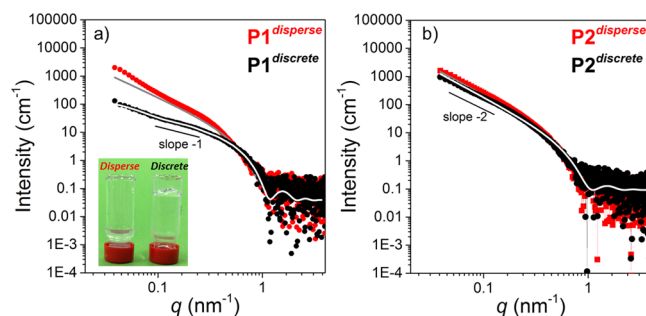 a)
P1disperse
P1discrete
Intensity (cm-1)
10000
1000
100
10
1
0.1
0.01
1E-3
1E-4
slope -1
Disperse Discrete
0.1 1
q (nm-1)
b)
P2disperse
P2discrete
Intensity (cm-1)
10000
1000
100
10
1
0.1
0.01
1E-3
1E-4
slope -2
0.1 1
q (nm-1)